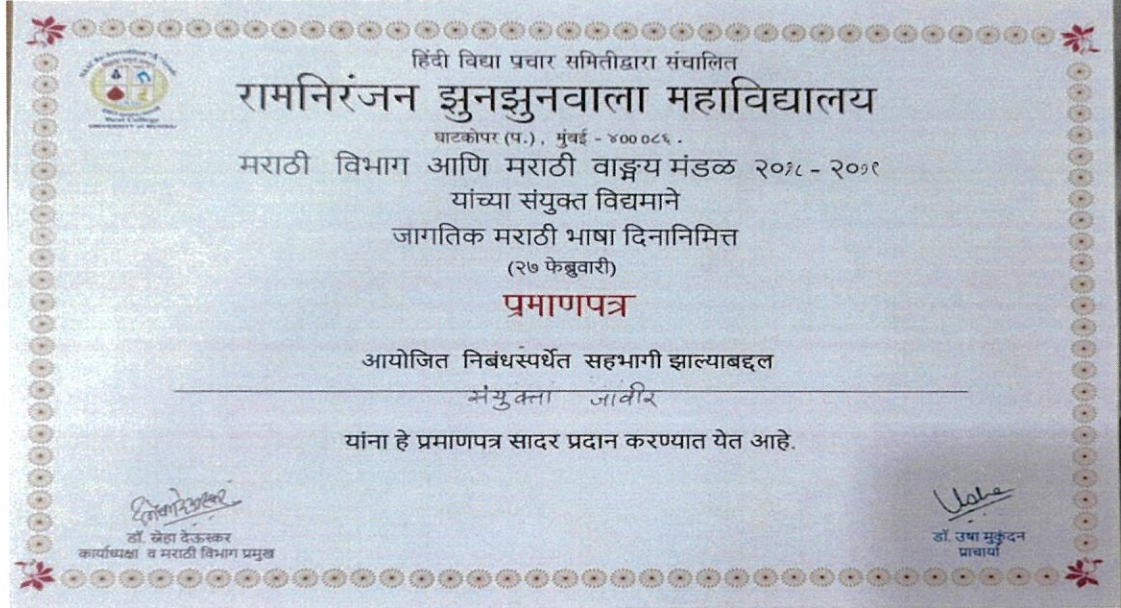 हिंदी विद्या प्रचार समितीद्वारा संचालित
रामनिरंजन झुनझुनवाला महाविद्यालय
घाटकोपर (प.), मुंबई - ४०००८६.
मराठी विभाग आणि मराठी वाङ्मय मंडळ २०१८ - २०१९
यांच्या संयुक्त विद्यमाने
जागतिक मराठी भाषा दिनानिमित्त
(२७ फेब्रुवारी)
प्रमाणपत्र
आयोजित निबंधस्पर्धेत सहभागी झाल्याबद्दल
संयुक्ता जावीर
यांना हे प्रमाणपत्र सादर प्रदान करण्यात येत आहे.
Usha
डॉ. स्नेहा देऊस्कर
कार्याध्यक्षा व मराठी विभाग प्रमुख
डॉ. उषा मुकुंदन
प्राचार्या